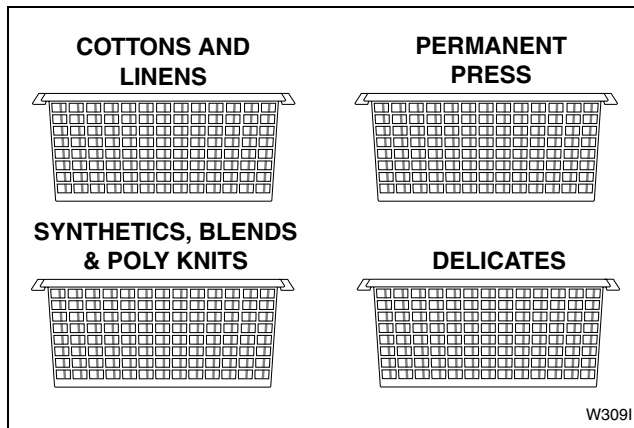 COTTONS AND
LINENS
PERMANENT
PRESS
SYNTHETICS, BLENDS
& POLY KNITS
DELICATES
W309I